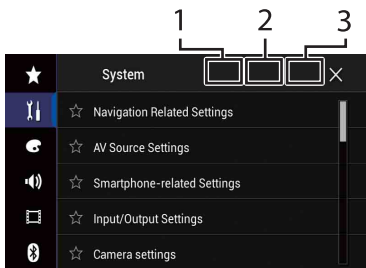 1 2 3
System
Navigation Related Settings
AV Source Settings
Smartphone-related Settings
Input/Output Settings
Camera settings